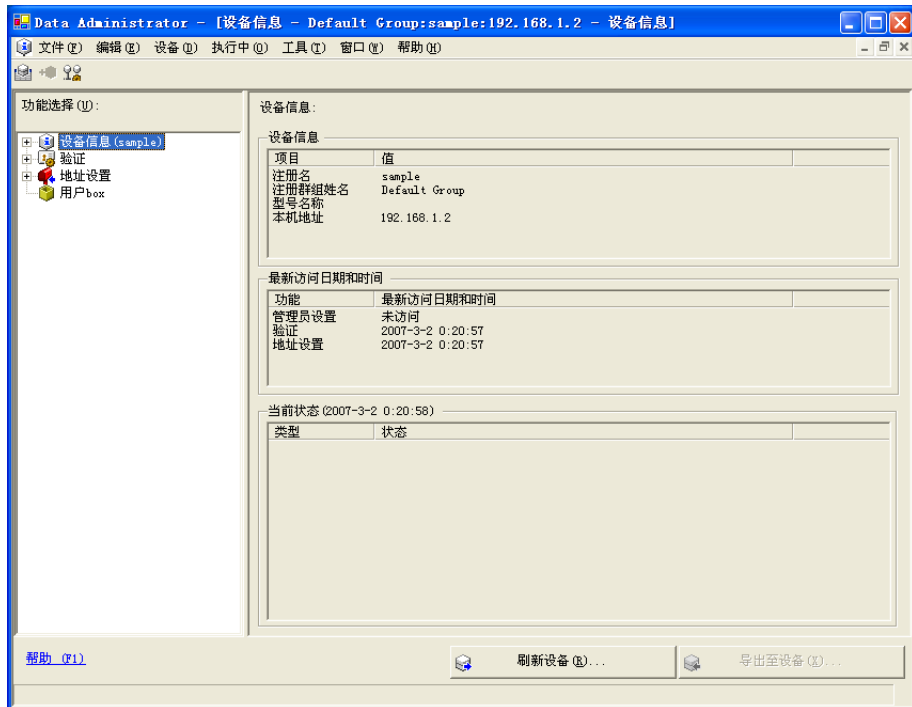 Data Administrator - [设备信息 - Default Group:sample:192.168.1.2 - 设备信息]
文件(F) 编辑(E) 设备(D) 执行中(O) 工具(T) 窗口(W) 帮助(H)
功能选择(U):
设备信息(sample)
验证
地址设置
用户box
设备信息:
设备信息
项目 值
注册名 sample
注册群组姓名 Default Group
型号名称
本机地址 192.168.1.2
最新访问日期和时间
功能 最新访问日期和时间
管理员设置 未访问
验证 2007-3-2 0:20:57
地址设置 2007-3-2 0:20:57
当前状态(2007-3-2 0:20:58)
类型 状态
帮助 (F1)
刷新设备(R)... 导出至设备(X)...